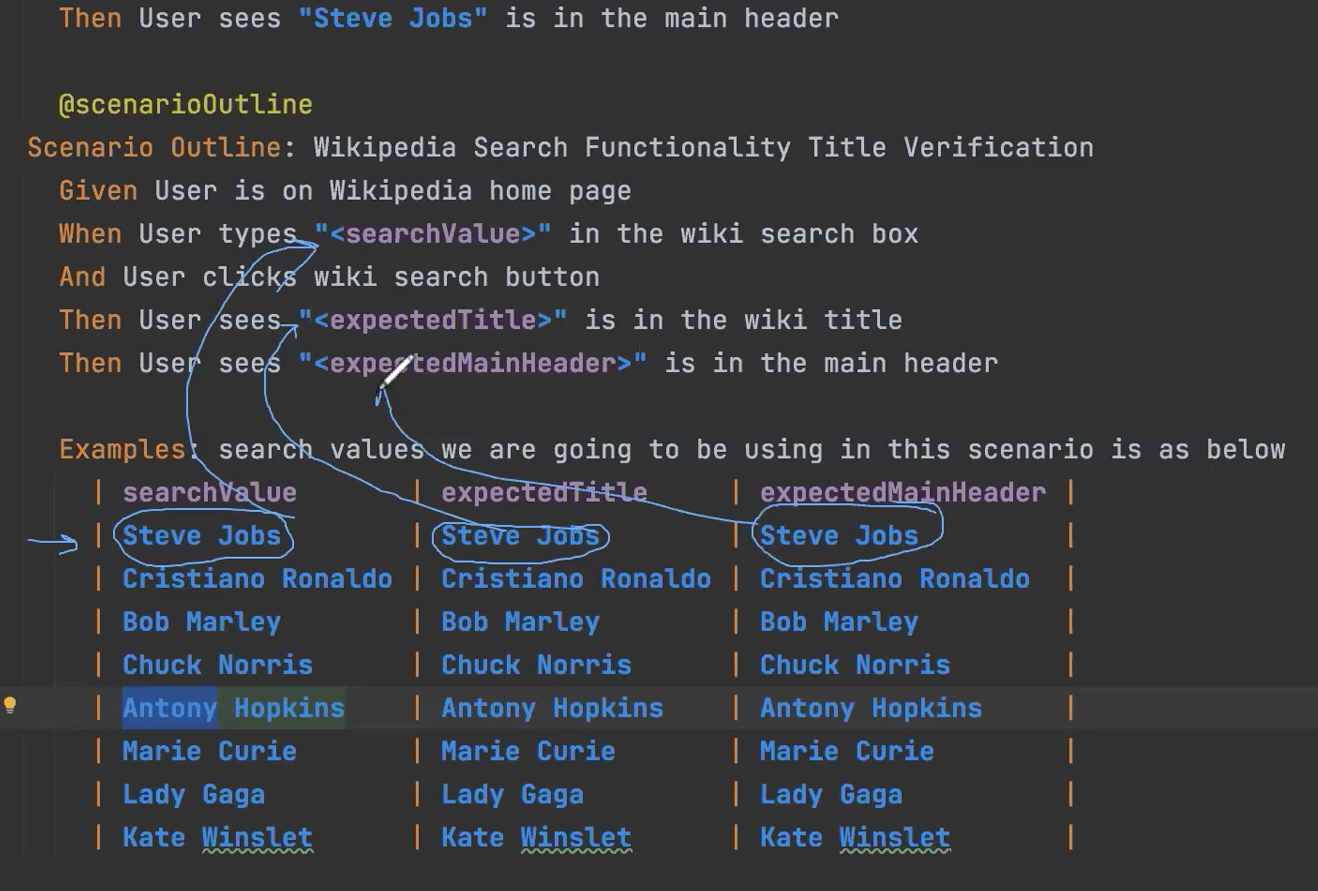 Then User sees "Steve Jobs" is in the main header
@scenarioOutline
Scenario Outline: Wikipedia Search Functionality Title Verification
Given User is on Wikipedia home page
When User types "<searchValue>" in the wiki search box
And User clicks wiki search button
Then User sees "<expectedTitle>" is in the wiki title
Then User sees "<expectedMainHeader>" is in the main header
Examples: search values we are going to be using in this scenario is as below
| searchValue | expectedTitle | expectedMainHeader |
| Steve Jobs | Steve Jobs | Steve Jobs |
| Cristiano Ronaldo | Cristiano Ronaldo | Cristiano Ronaldo |
| Bob Marley | Bob Marley | Bob Marley |
| Chuck Norris | Chuck Norris | Chuck Norris |
| Antony Hopkins | Antony Hopkins | Antony Hopkins |
| Marie Curie | Marie Curie | Marie Curie |
| Lady Gaga | Lady Gaga | Lady Gaga |
| Kate Winslet | Kate Winslet | Kate Winslet |